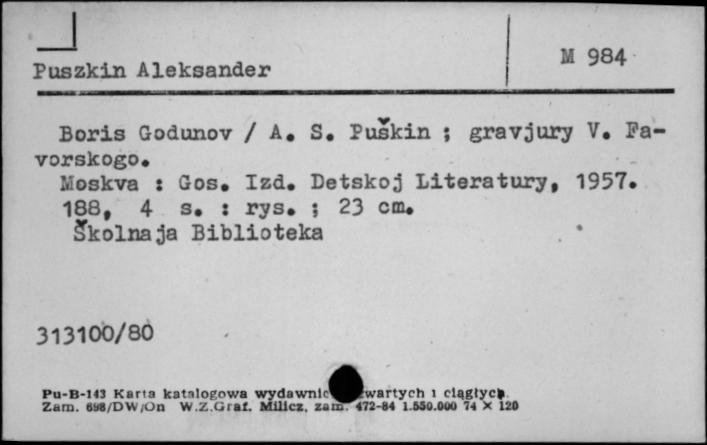 Puszkin Aleksander
M 984
Boris Godunov / A. S. Puškin ; gravjury V. Fa-
vorskogo.
Moskva : Gos. Izd. Detskoj Literatury, 1957.
188, 4 s. : rys. ; 23 cm.
Školnaja Biblioteka
313100/80
Pu-B-143 Karta katalogowa wydawnic wartych i ciągłych.
Zam. 698/DW/On W.Z.Graf. Milicz, zam. 472-84 1.550.000 74 × 120